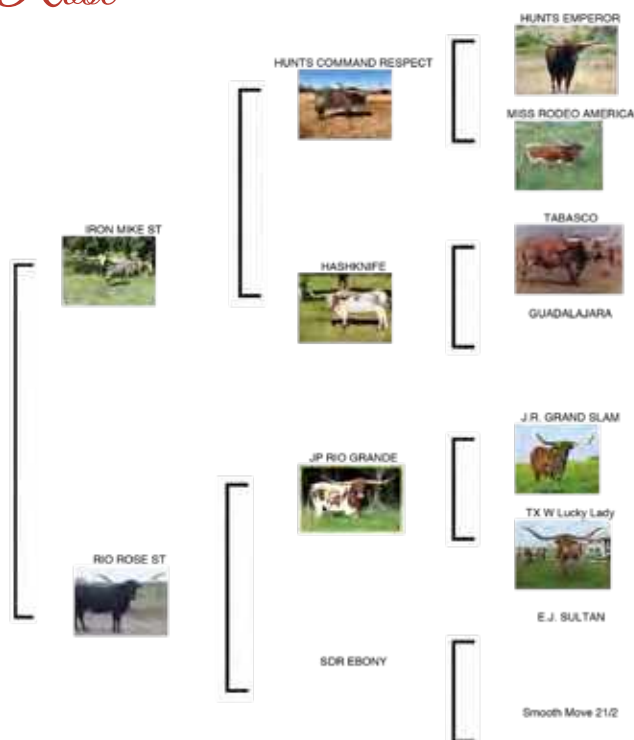 HUNTS EMPEROR
HUNTS COMMAND RESPECT
MISS RODEO AMERICA
TABASCO
IRON MIKE ST
HASHKNIFE
GUADALAJARA
J.R. GRAND SLAM
JP RIO GRANDE
TX W Lucky Lady
RIO ROSE ST
E.J. SULTAN
SDR EBONY
Smooth Move 21/2